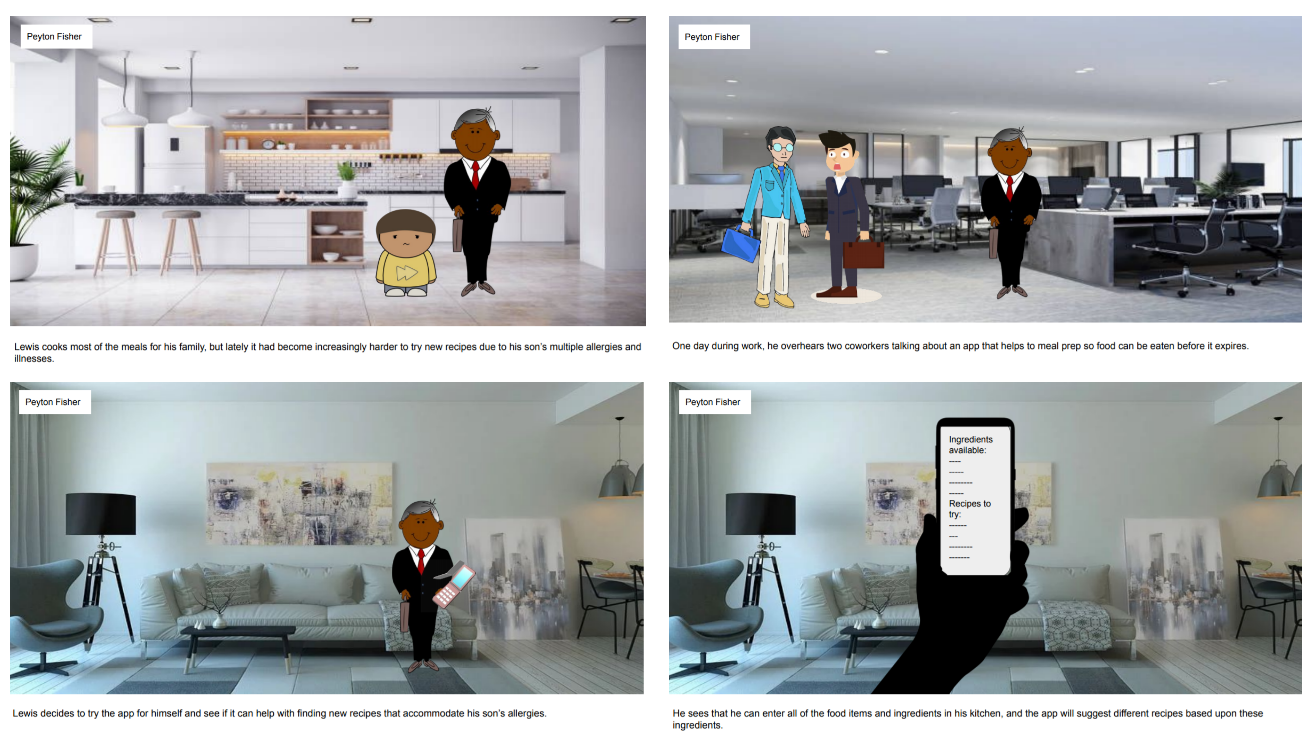 Peyton Fisher
Peyton Fisher
Lewis cooks most of the meals for his family, but lately it had become increasingly harder to try new recipes due to his son's multiple allergies and
illnesses.
One day during work, he overhears two coworkers talking about an app that helps to meal prep so food can be eaten before it expires.
Peyton Fisher
Peyton Fisher
Ingredients
available:
----
-----
--------
-----
Recipes to
try:
------
---
--------
-------
Lewis decides to try the app for himself and see if it can help with finding new recipes that accommodate his son's allergies.
He sees that he can enter all of the food items and ingredients in his kitchen, and the app will suggest different recipes based upon these
ingredients.